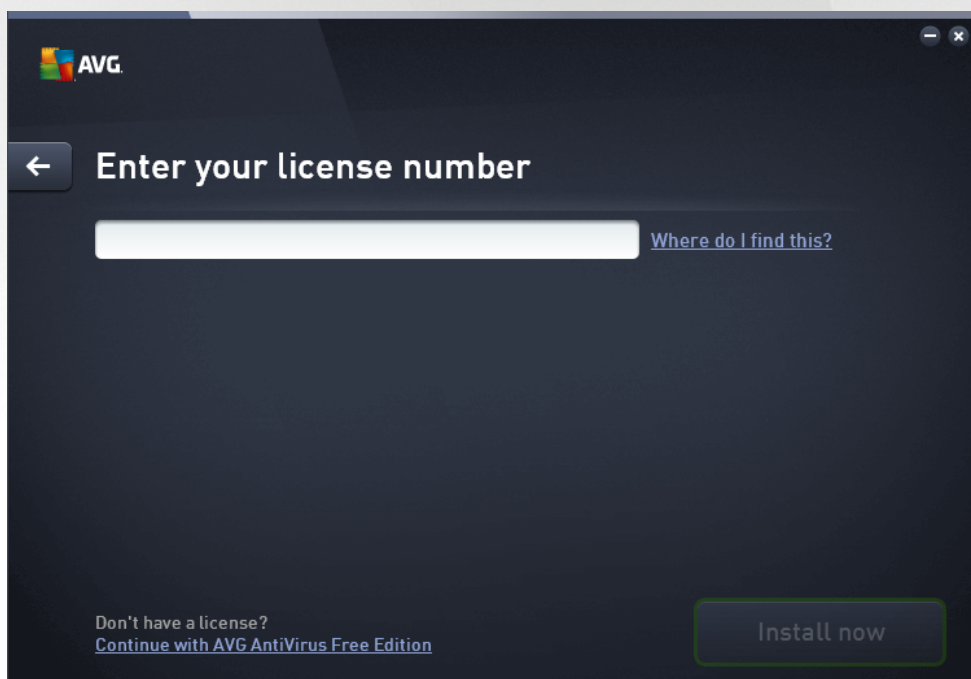 AVG.
Enter your license number
Where do I find this?
Don't have a license?
Continue with AVG AntiVirus Free Edition
Install now